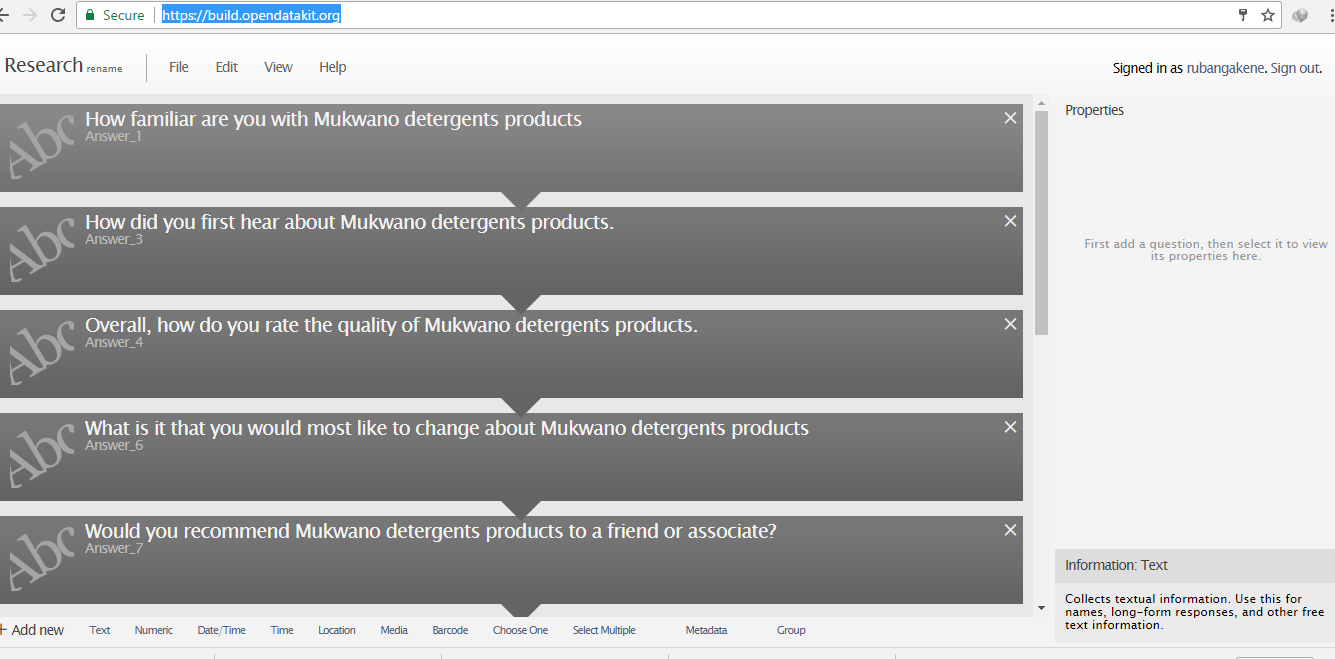 Secure https://build.opendatakit.org
Research rename File Edit View Help Signed in as rubangakene. Sign out.
Abc How familiar are you with Mukwano detergents products
Answer_1
Abc How did you first hear about Mukwano detergents products.
Answer_3
Abc Overall, how do you rate the quality of Mukwano detergents products.
Answer_4
Abc What is it that you would most like to change about Mukwano detergents products
Answer_6
Abc Would you recommend Mukwano detergents products to a friend or associate?
Answer_7
Properties
First add a question, then select it to view
its properties here.
Information: Text
Collects textual information. Use this for
names, long-form responses, and other free
text information.
+ Add new Text Numeric Date/Time Time Location Media Barcode Choose One Select Multiple Metadata Group